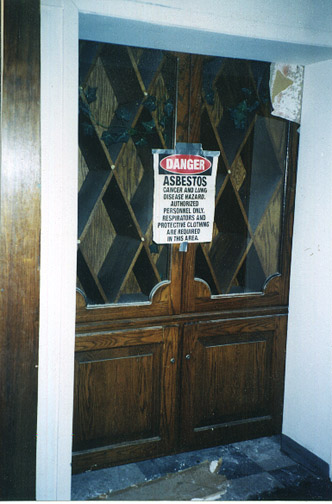 DANGER
ASBESTOS
CANCER AND LUNG
DISEASE HAZARD.
AUTHORIZED
PERSONNEL ONLY.
RESPIRATORS AND
PROTECTIVE CLOTHING
ARE REQUIRED
IN THIS AREA.